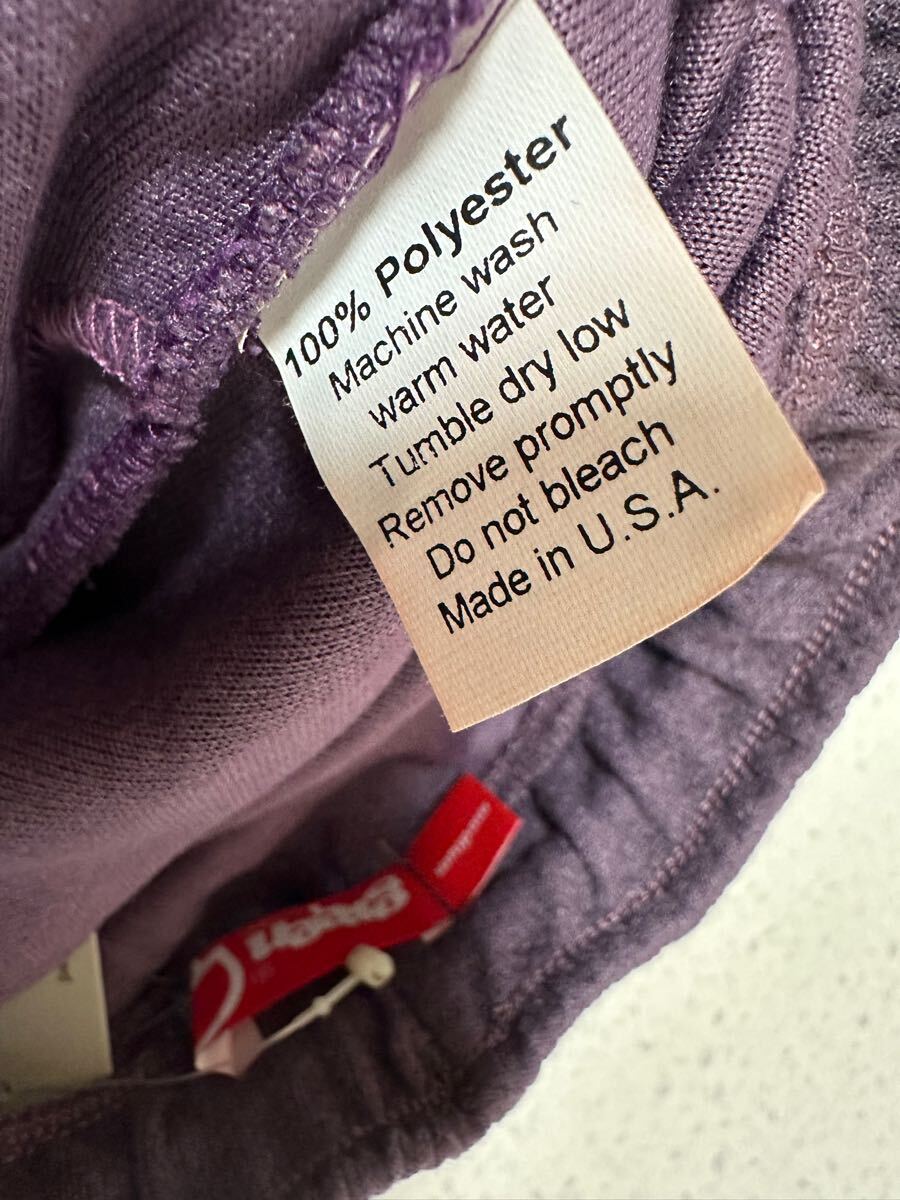 100% Polyester
Machine wash
warm water
Tumble dry low
Remove promptly
Do not bleach
Made in U.S.A.